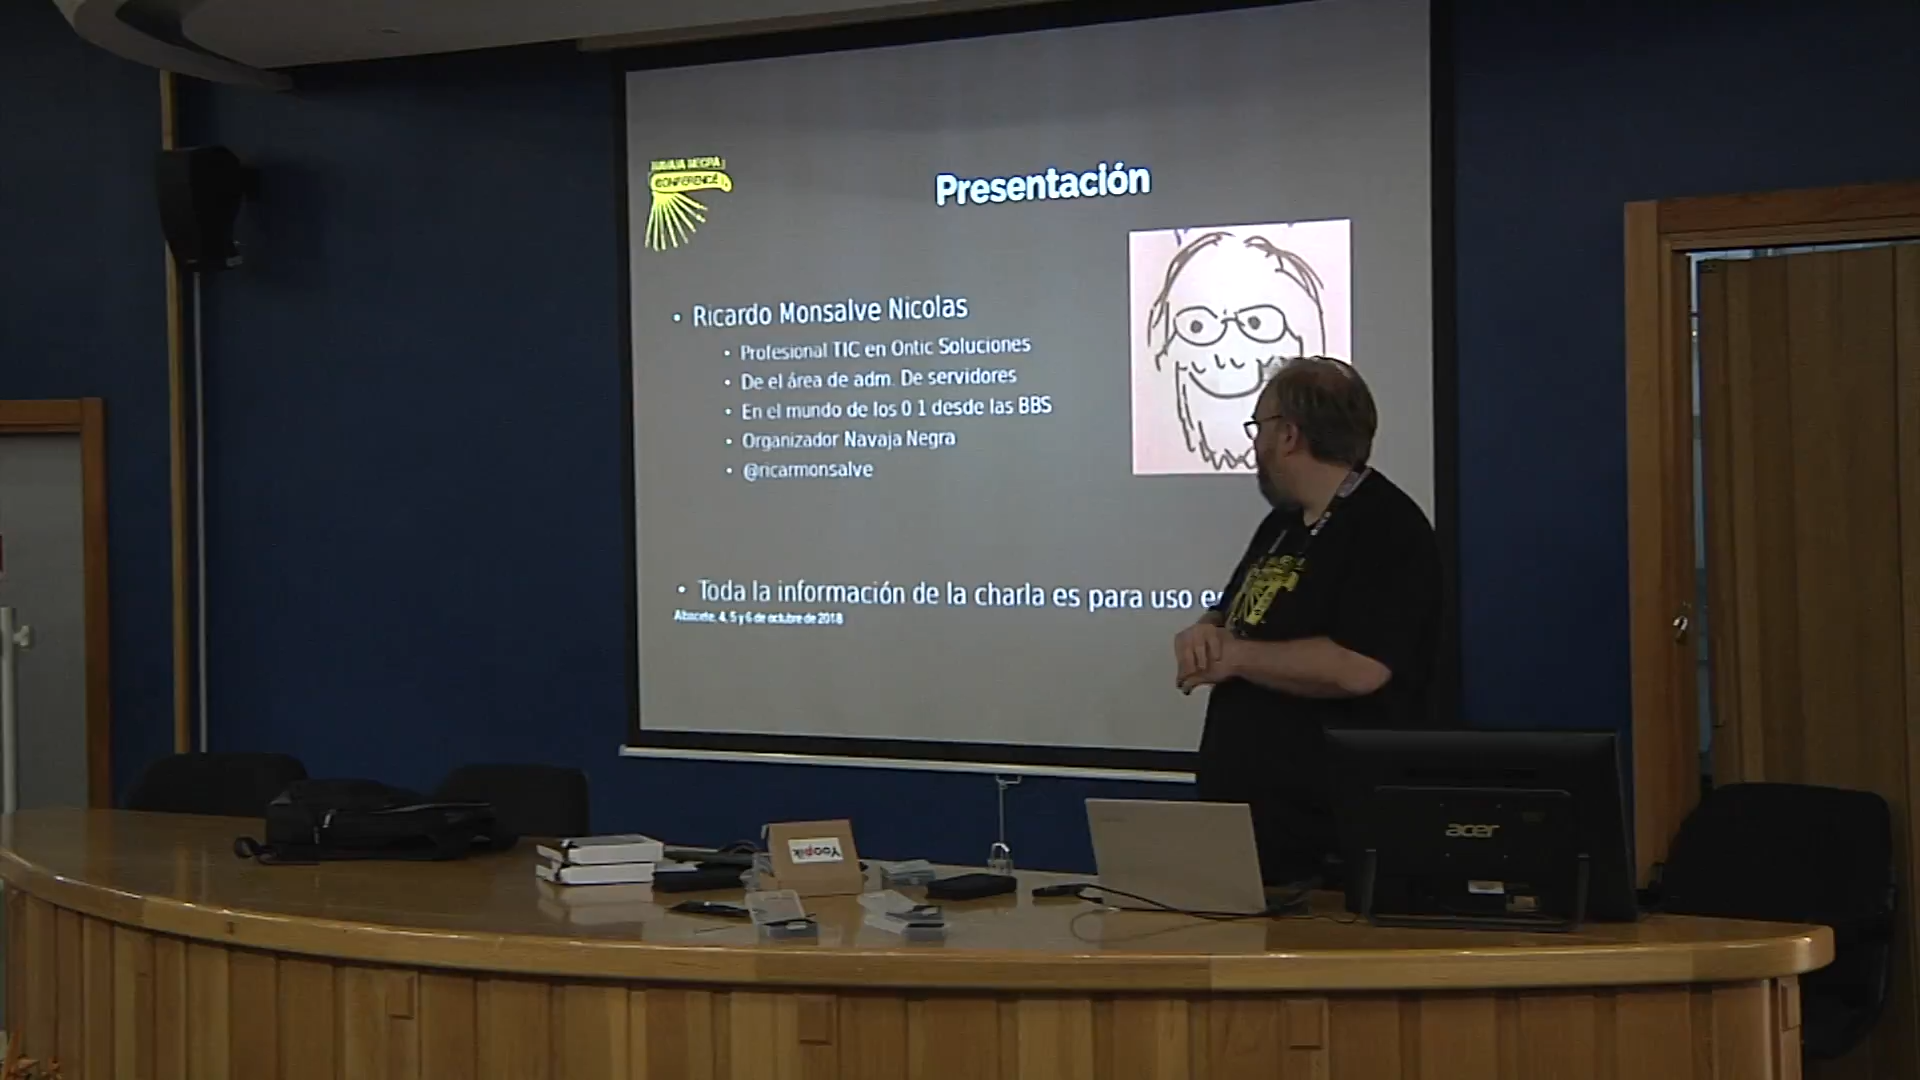 NAVAJA NEGRA
CONFERENCE
Presentación
• Ricardo Monsalve Nicolas
• Profesional TIC en Ontic Soluciones
• De el área de adm. De servidores
• En el mundo de los 0 1 desde las BBS
• Organizador Navaja Negra
• @ricarmonsalve
• Toda la información de la charla es para uso
Albacete, 4, 5 y 6 de octubre de 2018
Yoopik
acer